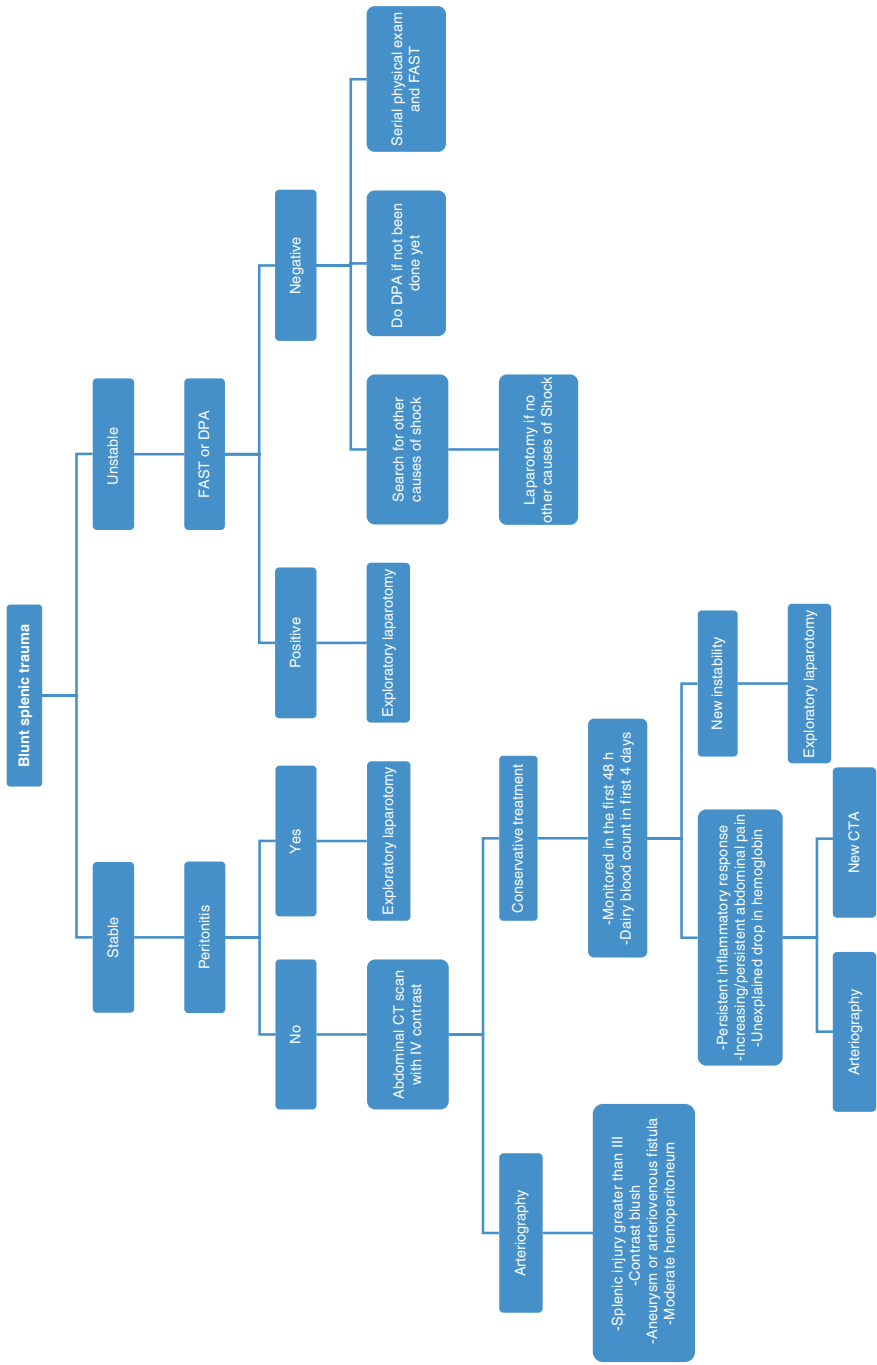 Blunt splenic trauma
Stable
Unstable
Peritonitis
FAST or DPA
No
Yes
Positive
Negative
Abdominal CT scan
with IV contrast
Exploratory laparotomy
Exploratory laparotomy
Search for other
causes of shock
Do DPA if not been
done yet
Serial physical exam
and FAST
Laparotomy if no
other causes of Shock
Arteriography
Conservative treatment
-Splenic injury greater than III
-Contrast blush
Aneurysm or arteriovenous fistula
-Moderate hemoperitoneum
-Monitored in the first 48 h
-Dairy blood count in first 4 days
-Persistent inflammatory response
-Increasing/persistent abdominal pain
-Unexplained drop in hemoglobin
New instability
Arteriography
New CTA
Exploratory laparotomy